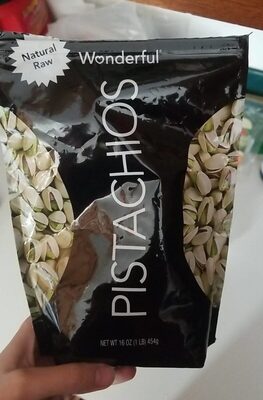 Natural
Raw
Wonderful®
PISTACHIOS
NET WT 16 OZ (1 LB) 454g